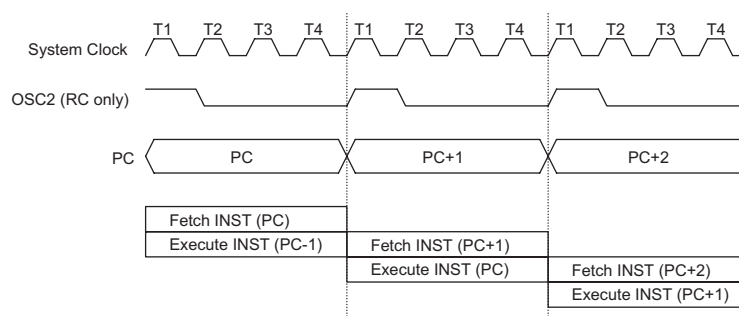 T1 T2 T3 T4 T1 T2 T3 T4 T1 T2 T3 T4
System Clock
OSC2 (RC only)
PC PC PC+1 PC+2
Fetch INST (PC)
Execute INST (PC-1) Fetch INST (PC+1)
Execute INST (PC) Fetch INST (PC+2)
Execute INST (PC+1)